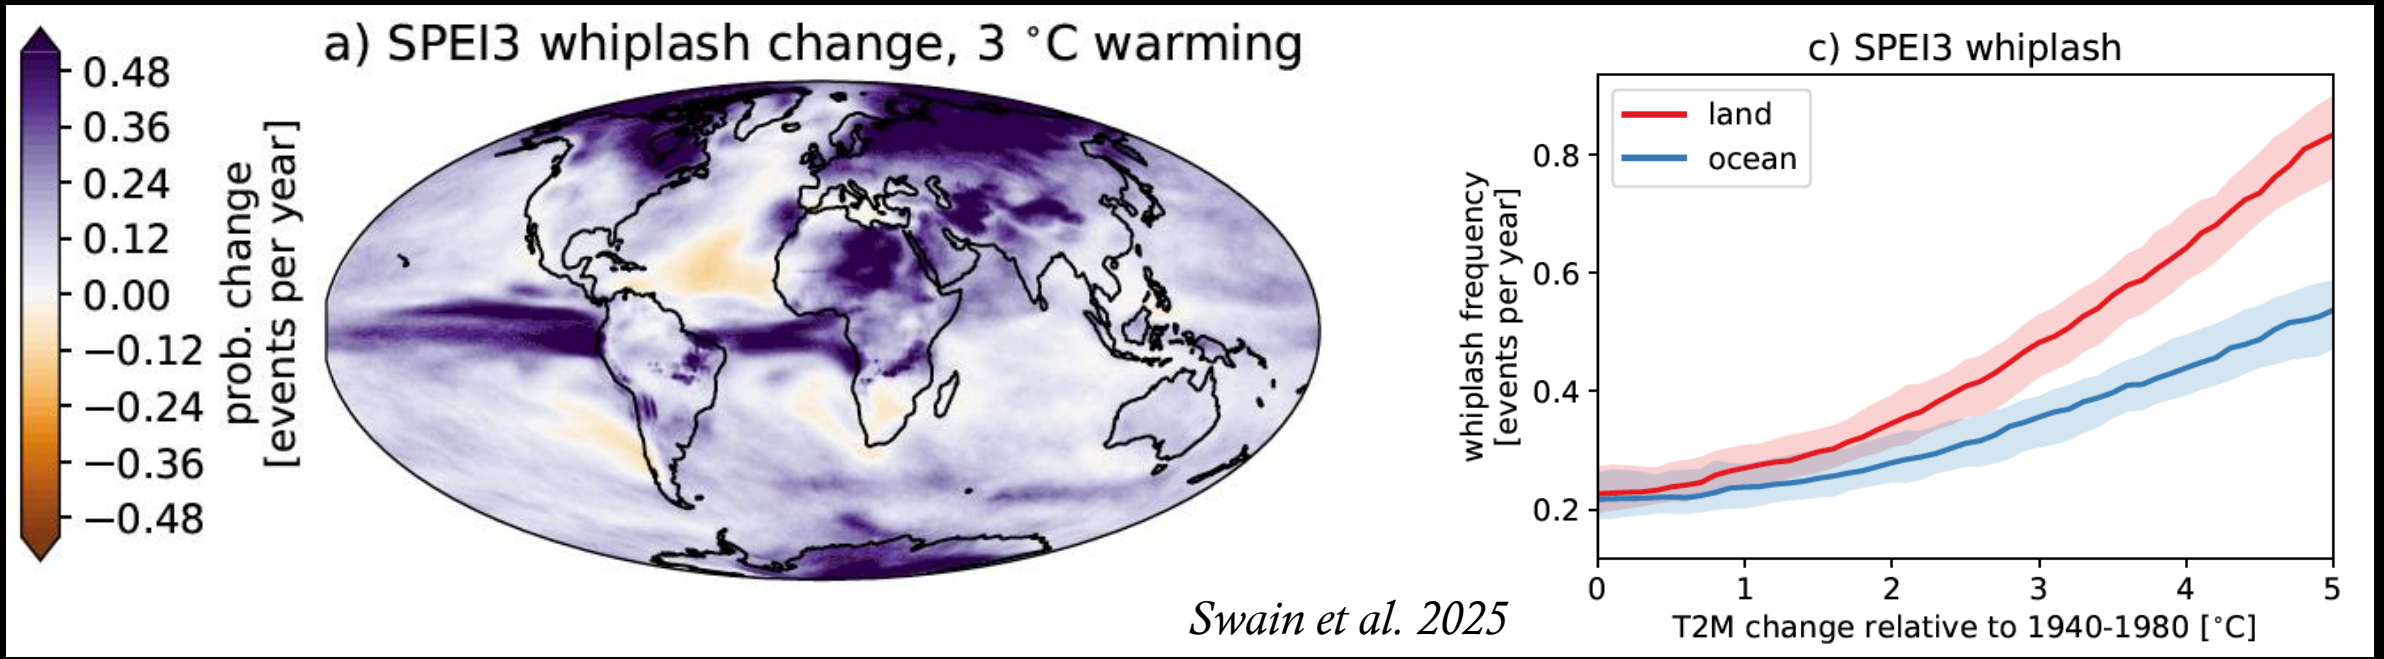 a) SPEI3 whiplash change, 3 °C warming
0.48
0.36
0.24
0.12
0.00
−0.12
−0.24
−0.36
−0.48
prob. change
[events per year]
Swain et al. 2025
c) SPEI3 whiplash
land
ocean
0.8
0.6
0.4
0.2
whiplash frequency
[events per year]
0 1 2 3 4 5
T2M change relative to 1940-1980 [°C]